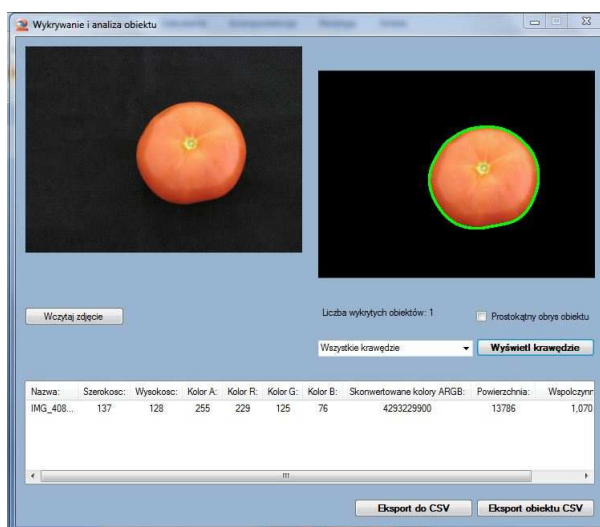 Wykrywanie i analiza obiektu
Wczytaj zdjęcie
Liczba wykrytych obiektów: 1
Prostokątny obrys obiektu
Wszystkie krawędzie
Wyświetl krawędzie
Nazwa: Szerokosc: Wysokosc: Kolor A: Kolor R: Kolor G: Kolor B: Skonwertowane kolory ARGB: Powierzchnia: Wspolczynn
IMG_408... 137 128 255 229 125 76 4293229900 13786 1,070
Eksport do CSV
Eksport obiektu CSV